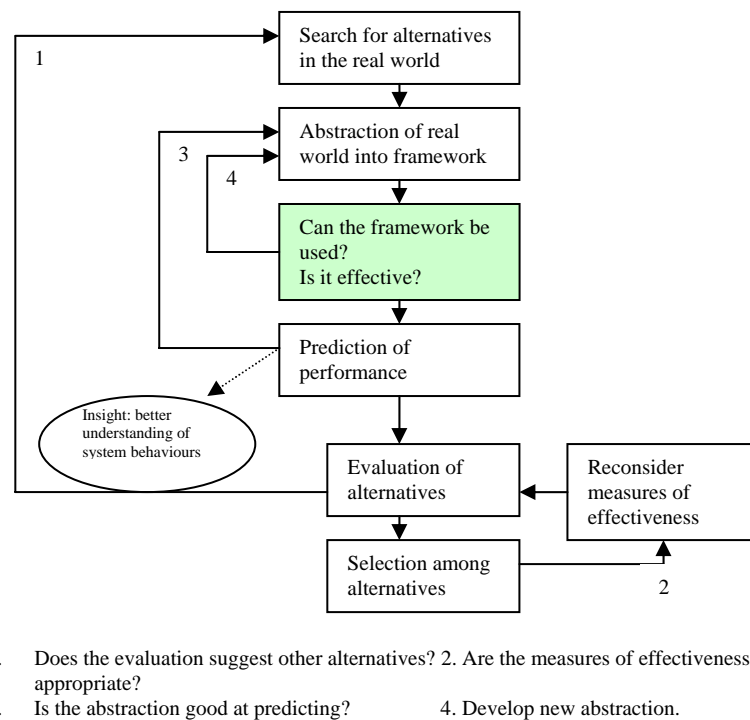 Search for alternatives
in the real world
1
Abstraction of real
world into framework
3
4
Can the framework be
used?
Is it effective?
Prediction of
performance
Insight: better
understanding of
system behaviours
Evaluation of
alternatives
Reconsider
measures of
effectiveness
Selection among
alternatives
2
. Does the evaluation suggest other alternatives? 2. Are the measures of effectiveness
appropriate?
. Is the abstraction good at predicting? 4. Develop new abstraction.